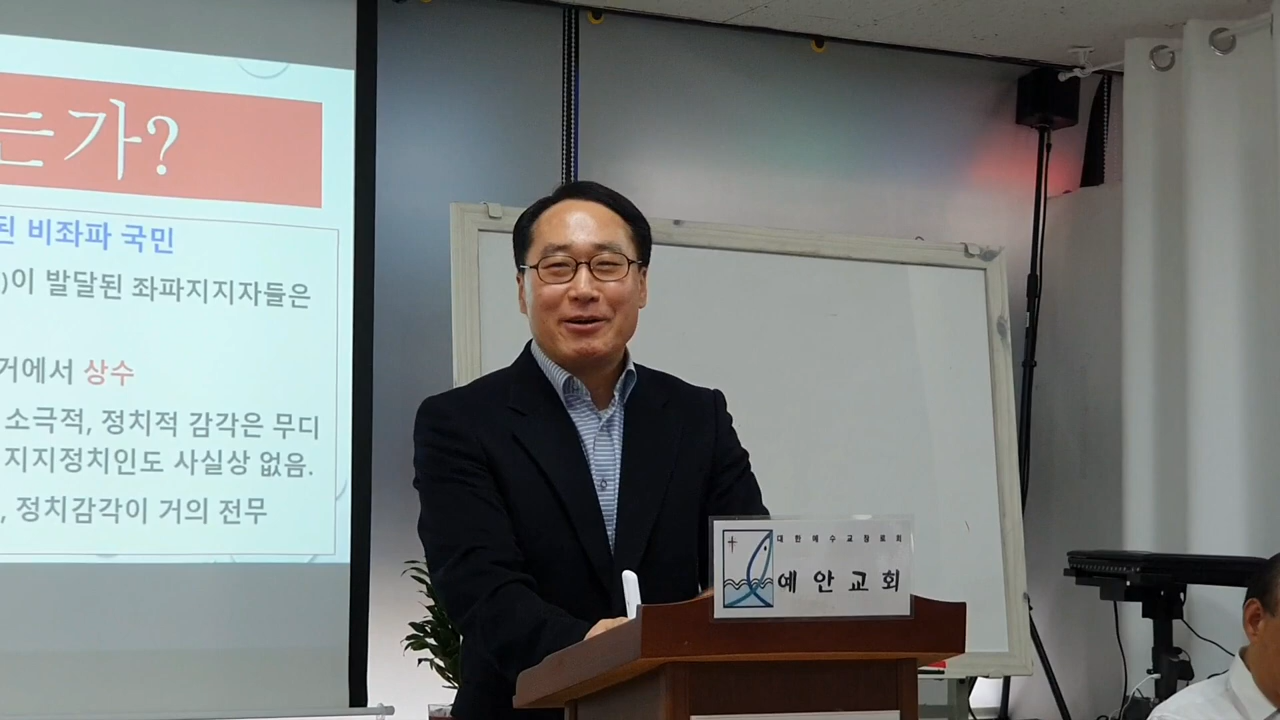 는가?
된 비좌파 국민
)이 발달된 좌파지지자들은
거에서 상수
소극적, 정치적 감각은 무디
지지정치인도 사실상 없음.
, 정치감각이 거의 전무
대한예수교장로회
예안교회